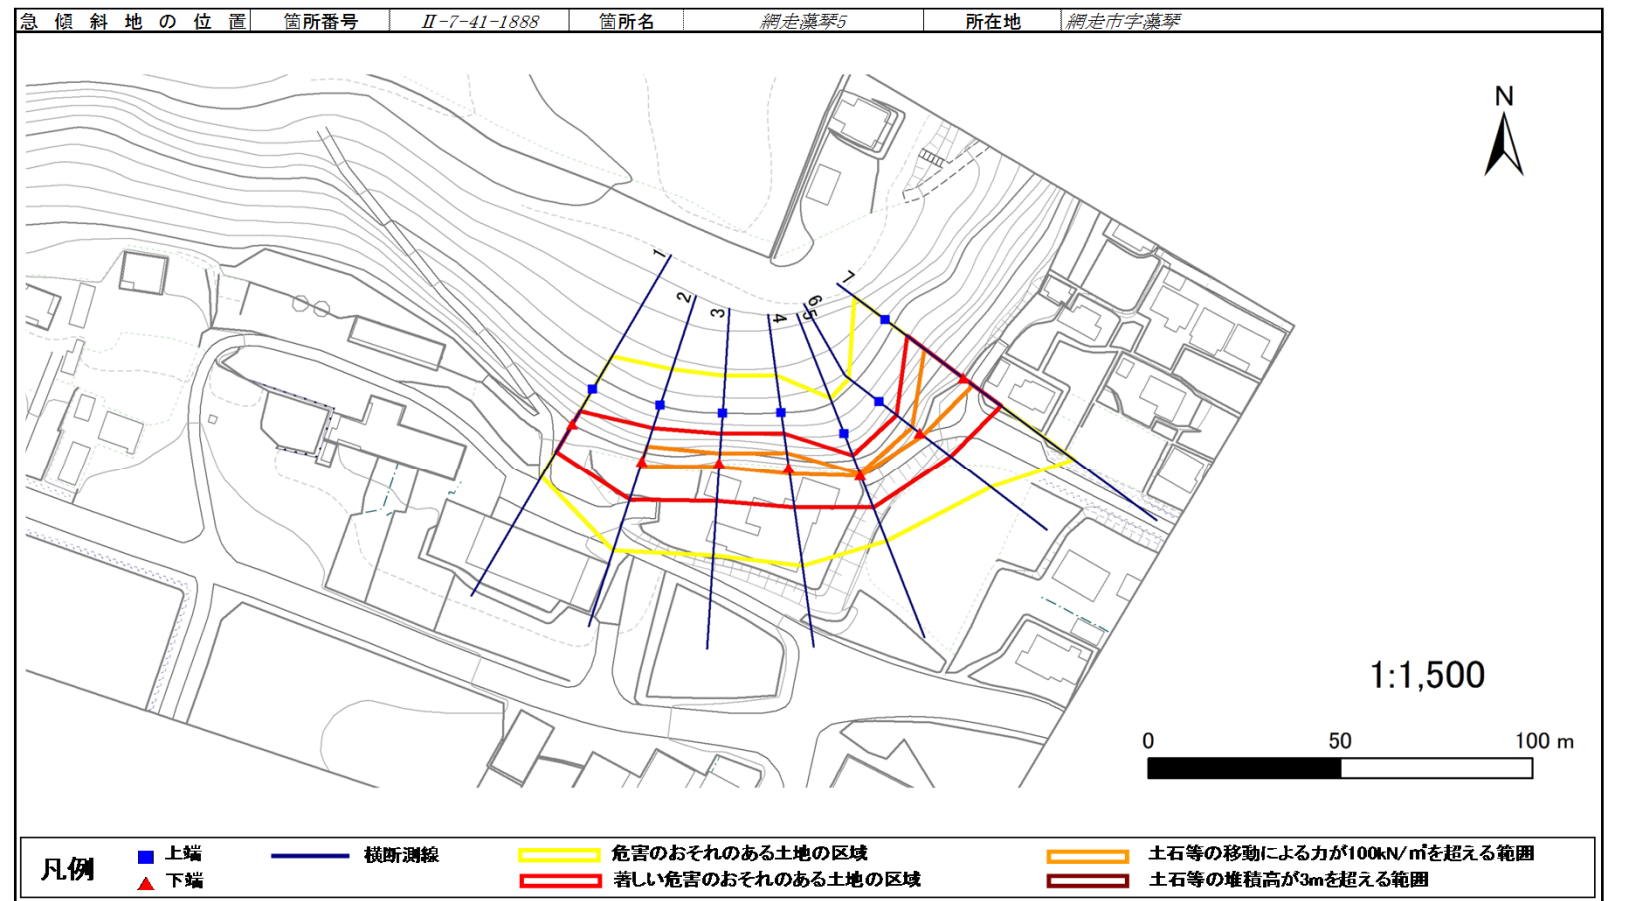 急傾斜地の位置 箇所番号 Ⅱ-7-41-1888 箇所名 網走藻琴5 所在地 網走市字藻琴
N
1
2
3
4
5
6
7
1:1,500
0 50 100 m
凡例
上端 横断測線 危害のおそれのある土地の区域 土石等の移動による力が100kN/㎡を超える範囲
下端 著しい危害のおそれのある土地の区域 土石等の堆積高が3mを超える範囲